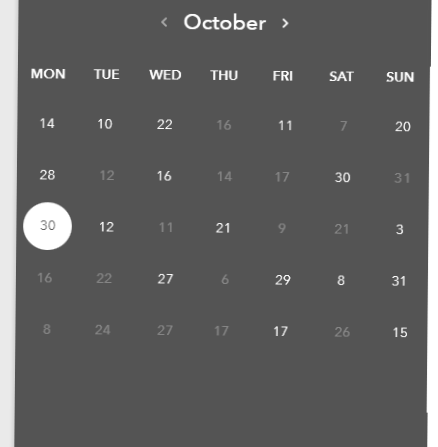 ‹ October ›
MON TUE WED THU FRI SAT SUN
14 10 22 16 11 7 20
28 12 16 14 17 30 31
30 12 11 21 9 21 3
16 22 27 6 29 8 31
8 24 27 17 17 26 15